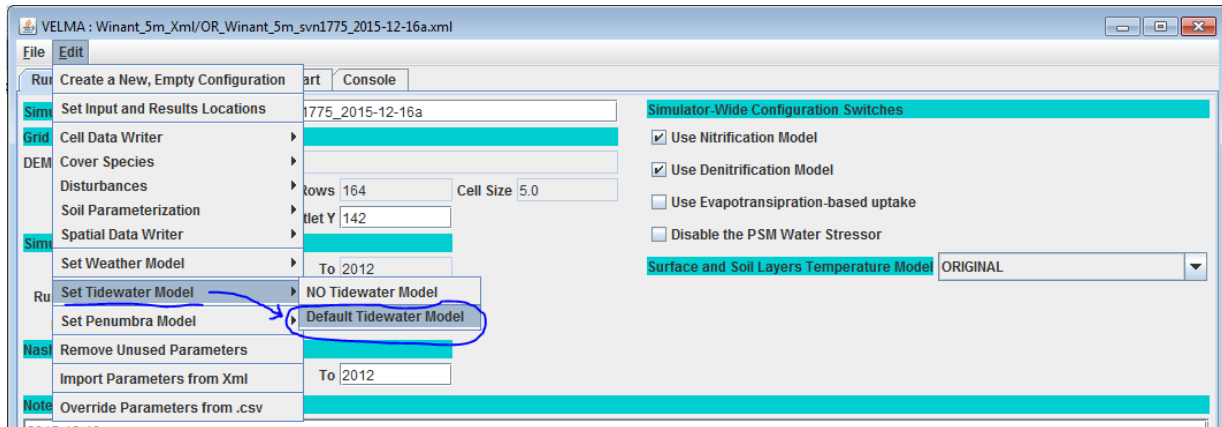 VELMA : Winant_5m_Xml/OR_Winant_5m_svn1775_2015-12-16a.xml
File Edit
Create a New, Empty Configuration
Console
Set Input and Results Locations
1775_2015-12-16a
Simulator-Wide Configuration Switches
Grid
Cell Data Writer
Use Nitrification Model
DEM
Cover Species
Use Denitrification Model
Disturbances
Rows 164
Cell Size 5.0
Use Evapotransipration-based uptake
Soil Parameterization
Y 142
Spatial Data Writer
Disable the PSM Water Stressor
Set Weather Model
To 2012
Surface and Soil Layers Temperature Model ORIGINAL
Set Tidewater Model
NO Tidewater Model
Default Tidewater Model
Set Penumbra Model
Remove Unused Parameters
Import Parameters from Xml
To 2012
Override Parameters from .csv